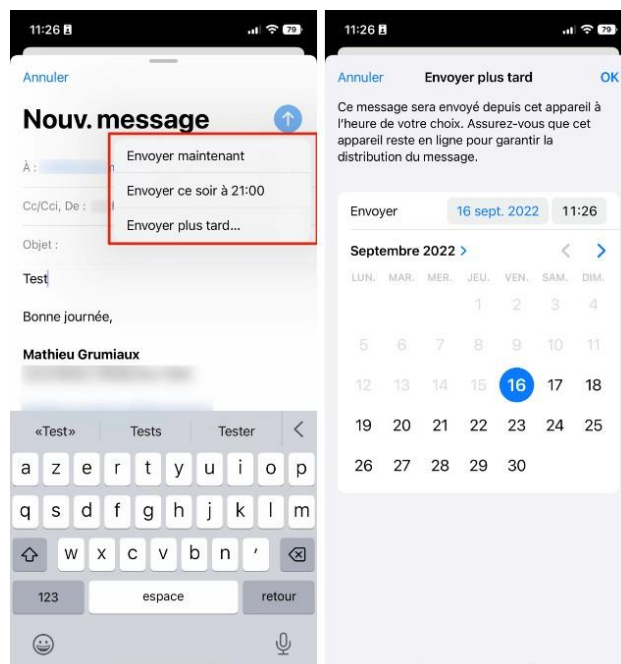 11:26
79
Annuler
Nouv. message
À :
Envoyer maintenant
Envoyer ce soir à 21:00
Envoyer plus tard...
Cc/Cci, De :
Objet :
Test
Bonne journée,
Mathieu Grumiaux
«Test» Tests Tester
a z e r t y u i o p
q s d f g h j k l m
w x c v b n '
123 espace retour
11:26
79
Annuler Envoyer plus tard OK
Ce message sera envoyé depuis cet appareil à
l'heure de votre choix. Assurez-vous que cet
appareil reste en ligne pour garantir la
distribution du message.
Envoyer 16 sept. 2022 11:26
Septembre 2022
LUN. MAR. MER. JEU. VEN. SAM. DIM.
1 2 3 4
5 6 7 8 9 10 11
12 13 14 15 16 17 18
19 20 21 22 23 24 25
26 27 28 29 30